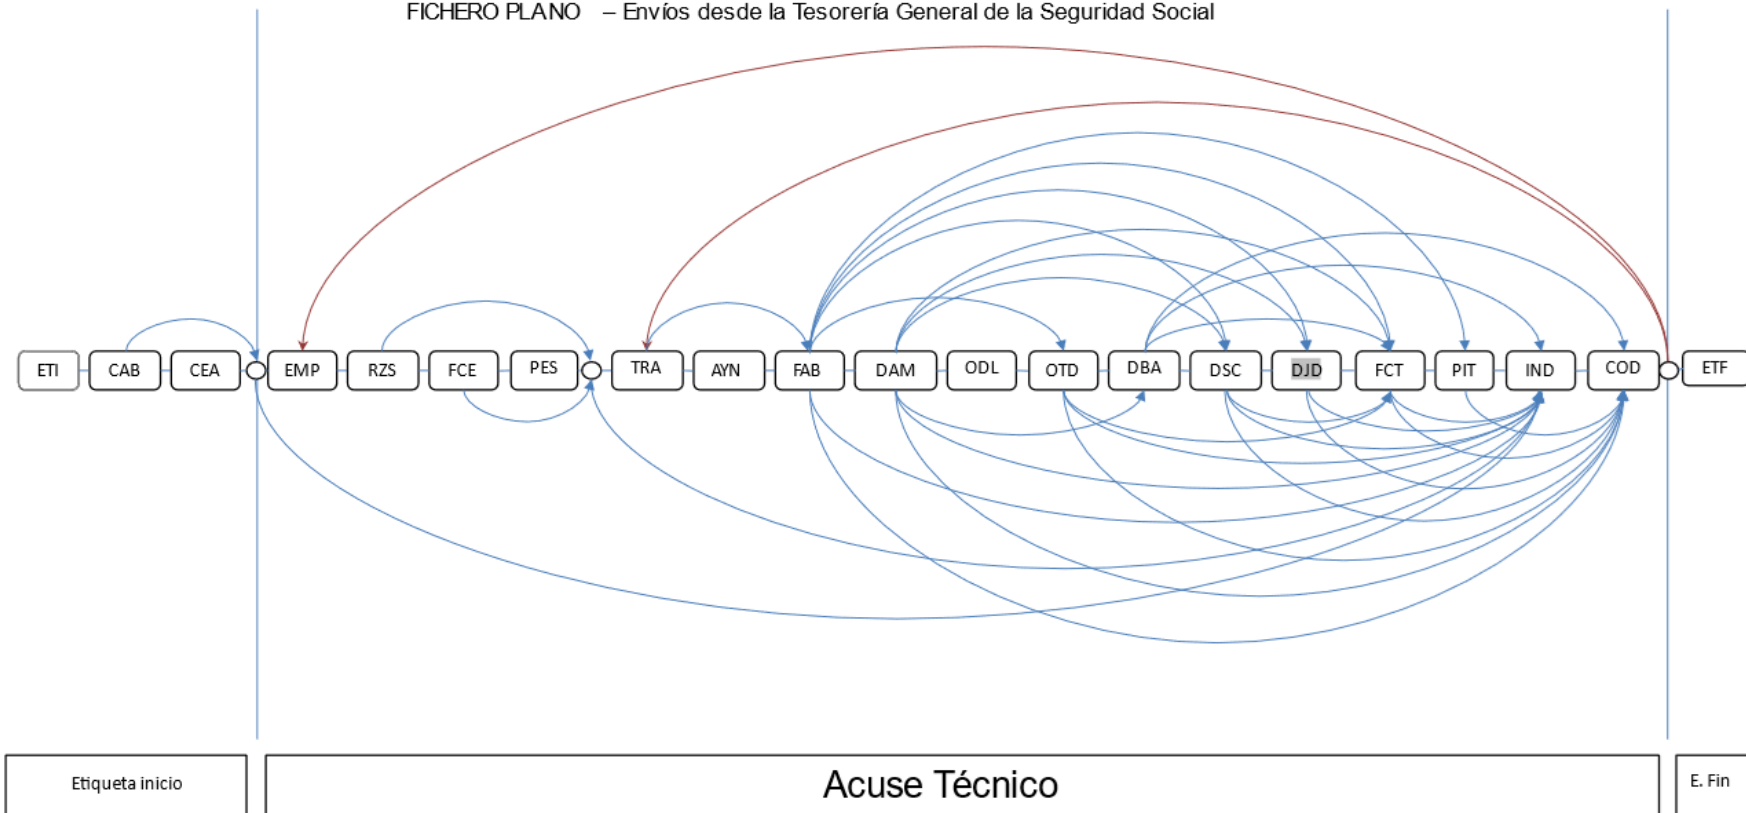 FICHERO PLANO – Envíos desde la Tesorería General de la Seguridad Social
ETI CAB CEA EMP RZS FCE PES TRA AYN FAB DAM ODL OTD DBA DSC DJD FCT PIT IND COD ETF
Etiqueta inicio
Acuse Técnico
E. Fin